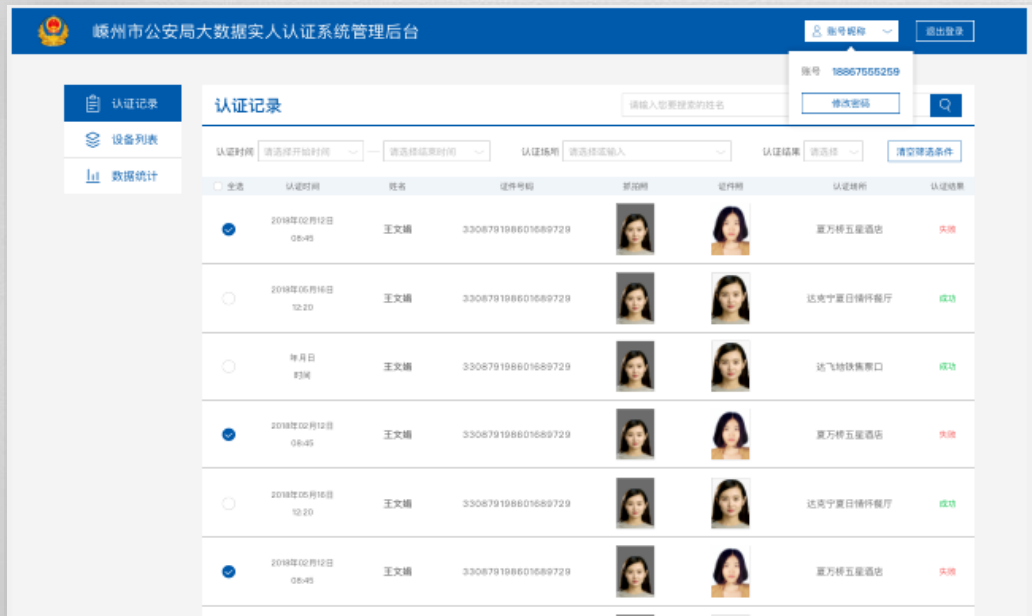 嵊州市公安局大数据实人认证系统管理后台
账号昵称
退出登录
账号 18867555259
修改密码
认证记录
设备列表
数据统计
认证记录
请输入您要搜索的姓名
认证时间 请选择开始时间 — 请选择结束时间 认证场所 请选择或输入 认证结果 请选择 清空筛选条件
全选 认证时间 姓名 证件号码 抓拍照 证件照 认证场所 认证结果
2018年02月12日
08:45
王文娟 330879198601689729 夏万桥五星酒店 失败
2018年05月16日
12:20
王文娟 330879198601689729 达克宁夏日情怀餐厅 成功
年月日
时间
王文娟 330879198601689729 达飞地铁售票口 成功
2018年02月12日
08:45
王文娟 330879198601689729 夏万桥五星酒店 失败
2018年05月16日
12:20
王文娟 330879198601689729 达克宁夏日情怀餐厅 成功
2018年02月12日
08:45
王文娟 330879198601689729 夏万桥五星酒店 失败